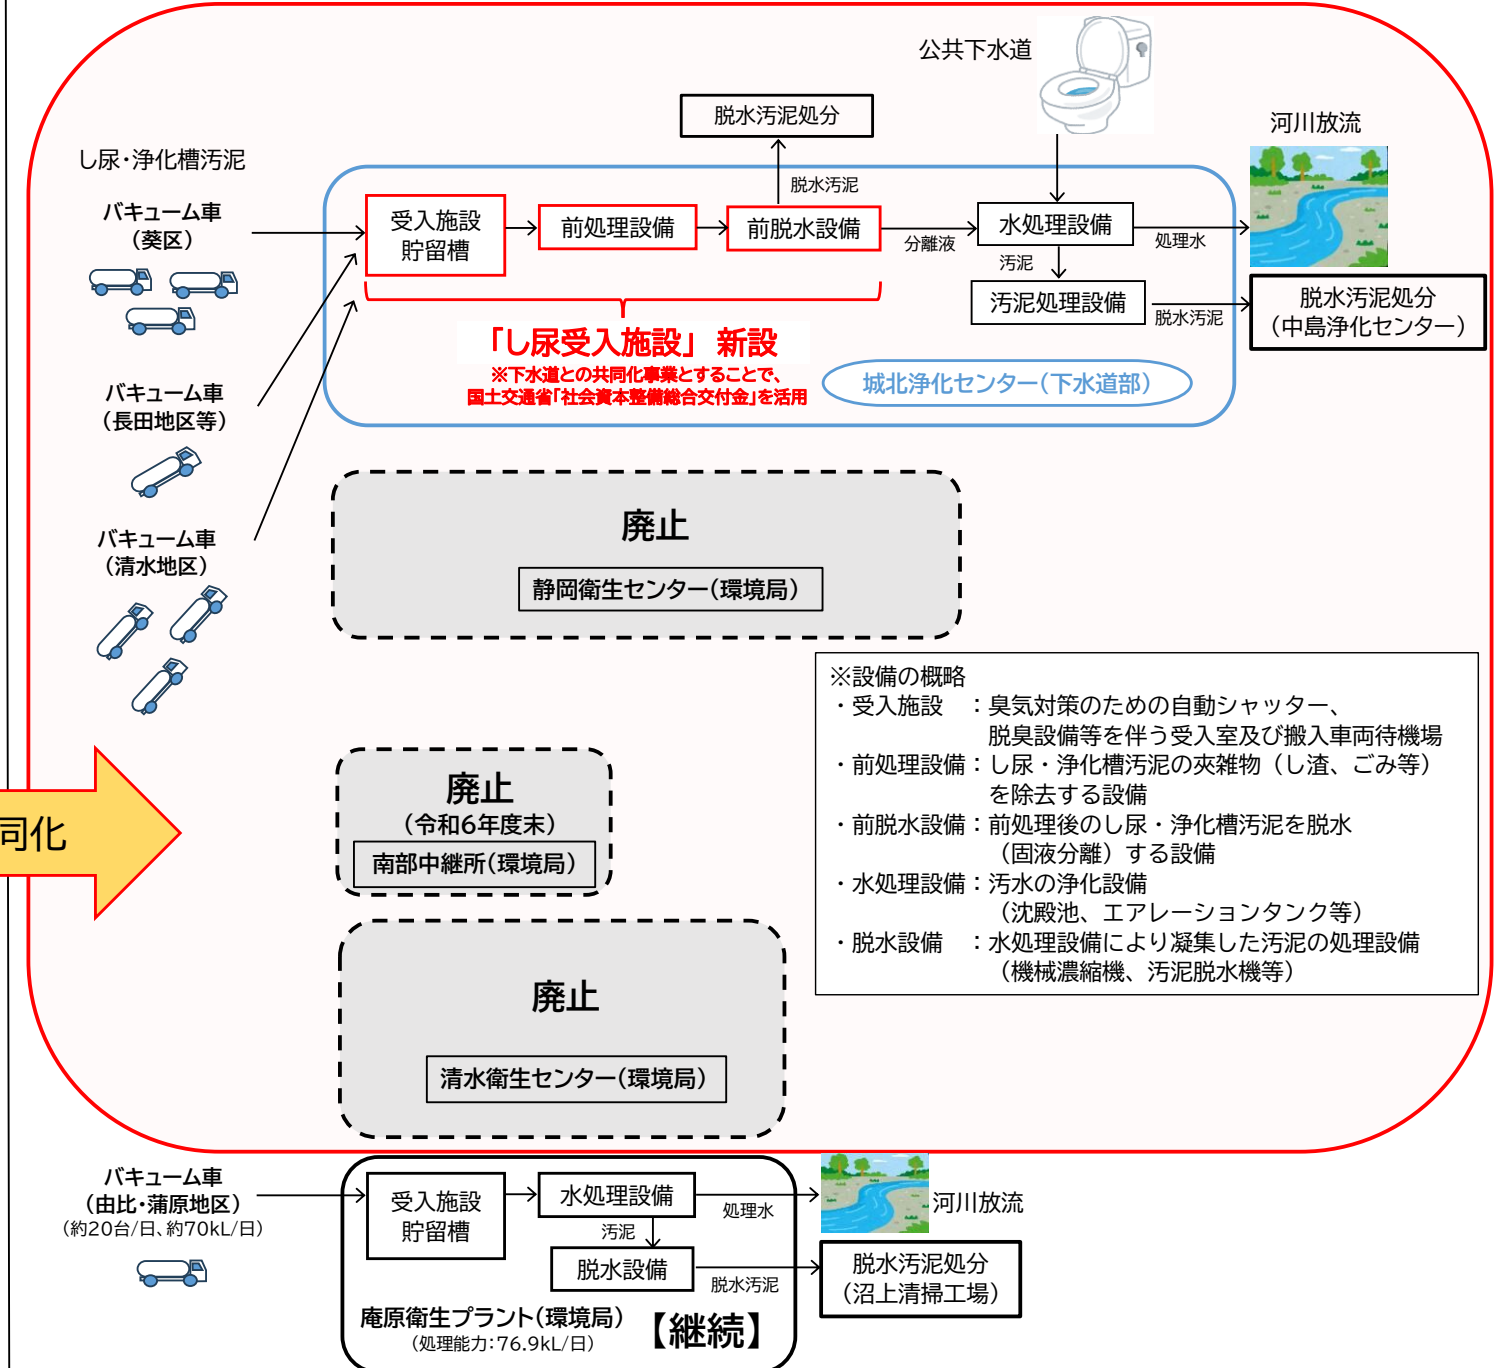 公共下水道
脱水汚泥処分
河川放流
し尿・浄化槽汚泥
脱水汚泥
バキューム車
（葵区）
受入施設
貯留槽
前処理設備
前脱水設備
分離液
水処理設備
処理水
汚泥
汚泥処理設備
脱水汚泥
脱水汚泥処分
（中島浄化センター）
「し尿受入施設」 新設
※下水道との共同化事業とすることで、
国土交通省「社会資本整備総合交付金」を活用
城北浄化センター（下水道部）
バキューム車
（長田地区等）
廃止
静岡衛生センター（環境局）
バキューム車
（清水地区）
※設備の概略
・受入施設　：臭気対策のための自動シャッター、
脱臭設備等を伴う受入室及び搬入車両待機場
・前処理設備：し尿・浄化槽汚泥の夾雑物（し渣、ごみ等）
を除去する設備
・前脱水設備：前処理後のし尿・浄化槽汚泥を脱水
（固液分離）する設備
・水処理設備：汚水の浄化設備
（沈殿池、エアレーションタンク等）
・脱水設備　：水処理設備により凝集した汚泥の処理設備
（機械濃縮機、汚泥脱水機等）
同化
廃止
（令和6年度末）
南部中継所（環境局）
廃止
清水衛生センター（環境局）
バキューム車
（由比・蒲原地区）
（約20台/日、約70kL/日）
受入施設
貯留槽
水処理設備
処理水
汚泥
脱水設備
脱水汚泥
河川放流
脱水汚泥処分
（沼上清掃工場）
庵原衛生プラント（環境局）
（処理能力：76.9kL/日）
【継続】